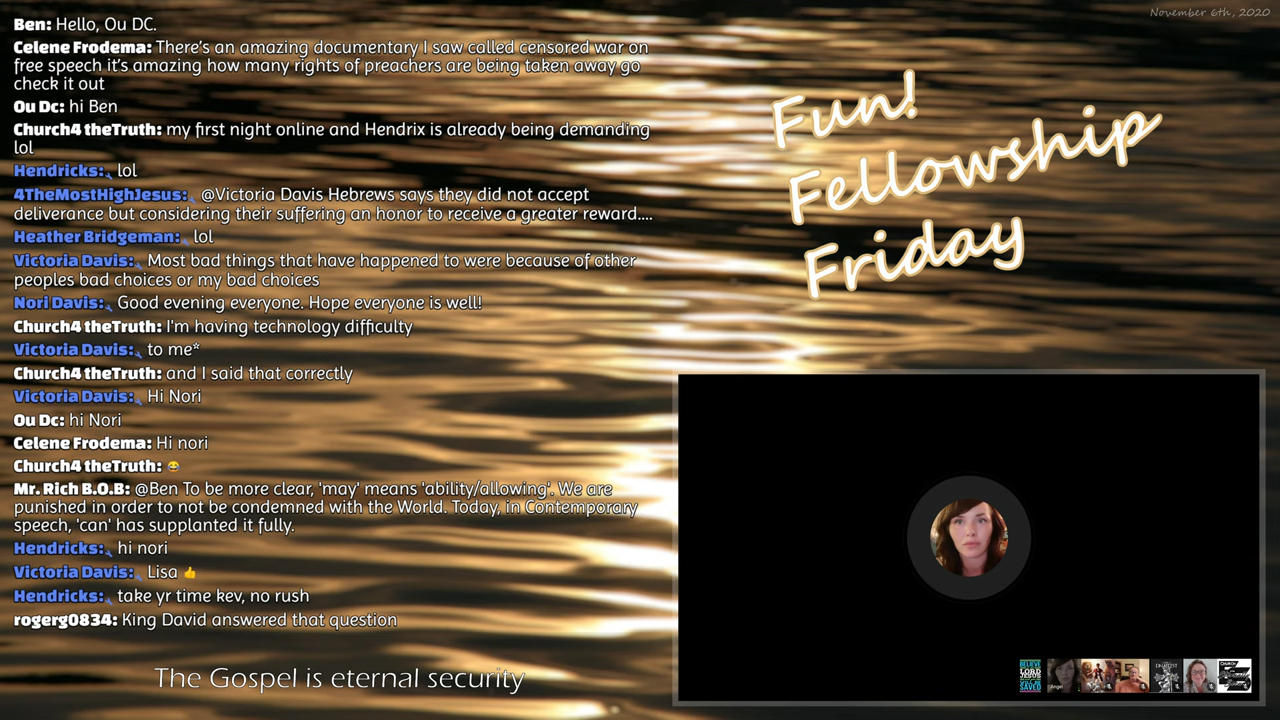 November 6th, 2020
Ben: Hello, Ou DC.
Celene Frodema: There's an amazing documentary I saw called censored war on
free speech it's amazing how many rights of preachers are being taken away go
check it out
Ou Dc: hi Ben
Church4 theTruth: my first night online and Hendrix is already being demanding
lol
Hendricks: lol
4TheMostHighJesus: @Victoria Davis Hebrews says they did not accept
deliverance but considering their suffering an honor to receive a greater reward....
Heather Bridgeman: lol
Victoria Davis: Most bad things that have happened to were because of other
peoples bad choices or my bad choices
Nori Davis: Good evening everyone. Hope everyone is well!
Church4 theTruth: I'm having technology difficulty
Victoria Davis: to me*
Church4 theTruth: and I said that correctly
Victoria Davis: Hi Nori
Ou Dc: hi Nori
Celene Frodema: Hi nori
Church4 theTruth: 😂
Mr. Rich B.O.B: @Ben To be more clear, 'may' means 'ability/allowing'. We are
punished in order to not be condemned with the World. Today, in Contemporary
speech, 'can' has supplanted it fully.
Hendricks: hi nori
Victoria Davis: Lisa 👍
Hendricks: take yr time kev, no rush
rogerg0834: King David answered that question
The Gospel is eternal security
Fun!
Fellowship
Friday
BELIEVE
LORD
JESUS
SAVED
Angel
CHURCH